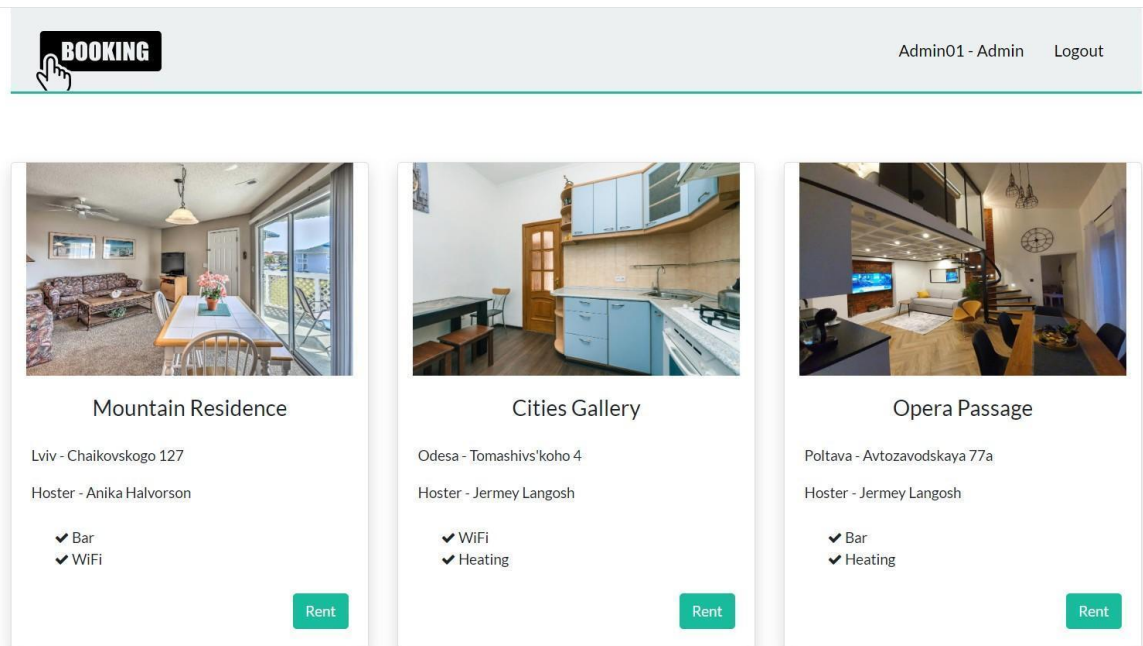 BOOKING
Admin01 - Admin
Logout
Mountain Residence
Lviv - Chaikovskogo 127
Hoster - Anika Halvorson
Bar
WiFi
Rent
Cities Gallery
Odesa - Tomashivs'koho 4
Hoster - Jermey Langosh
WiFi
Heating
Rent
Opera Passage
Poltava - Avtozavodskaya 77a
Hoster - Jermey Langosh
Bar
Heating
Rent